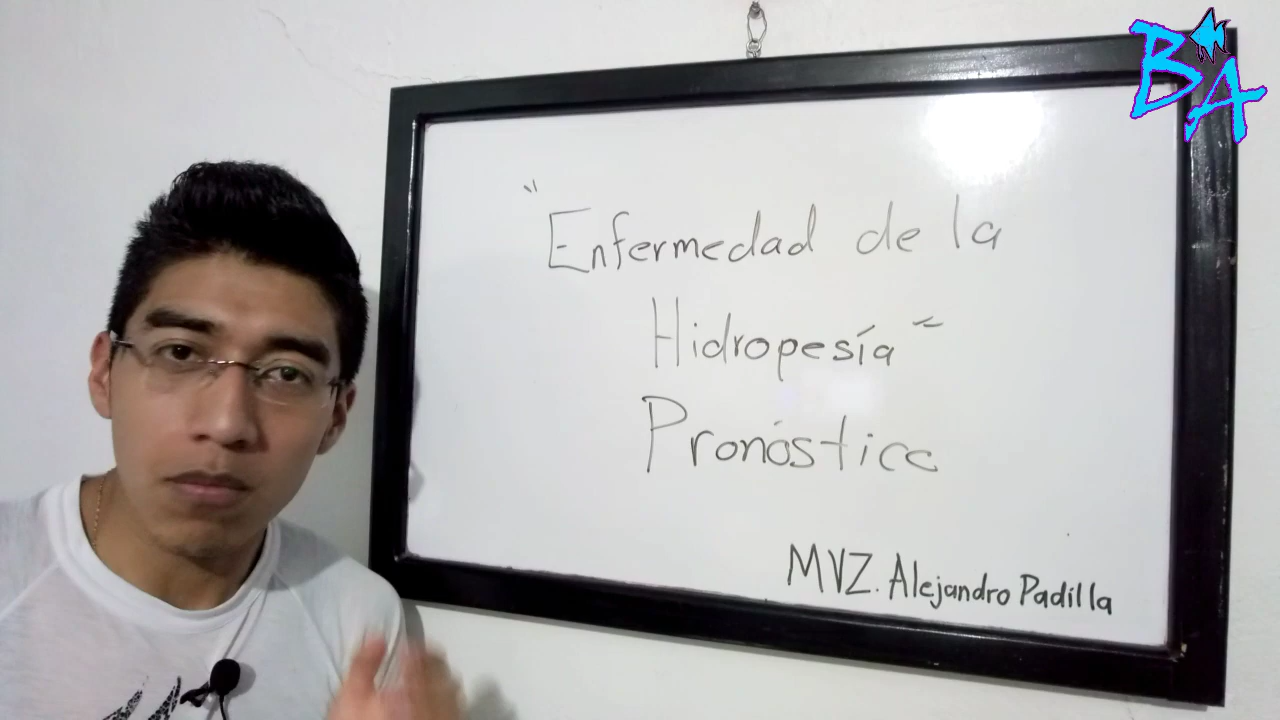 "Enfermedad de la
Hidropesía"
Pronóstico
MVZ. Alejandro Padilla
BA